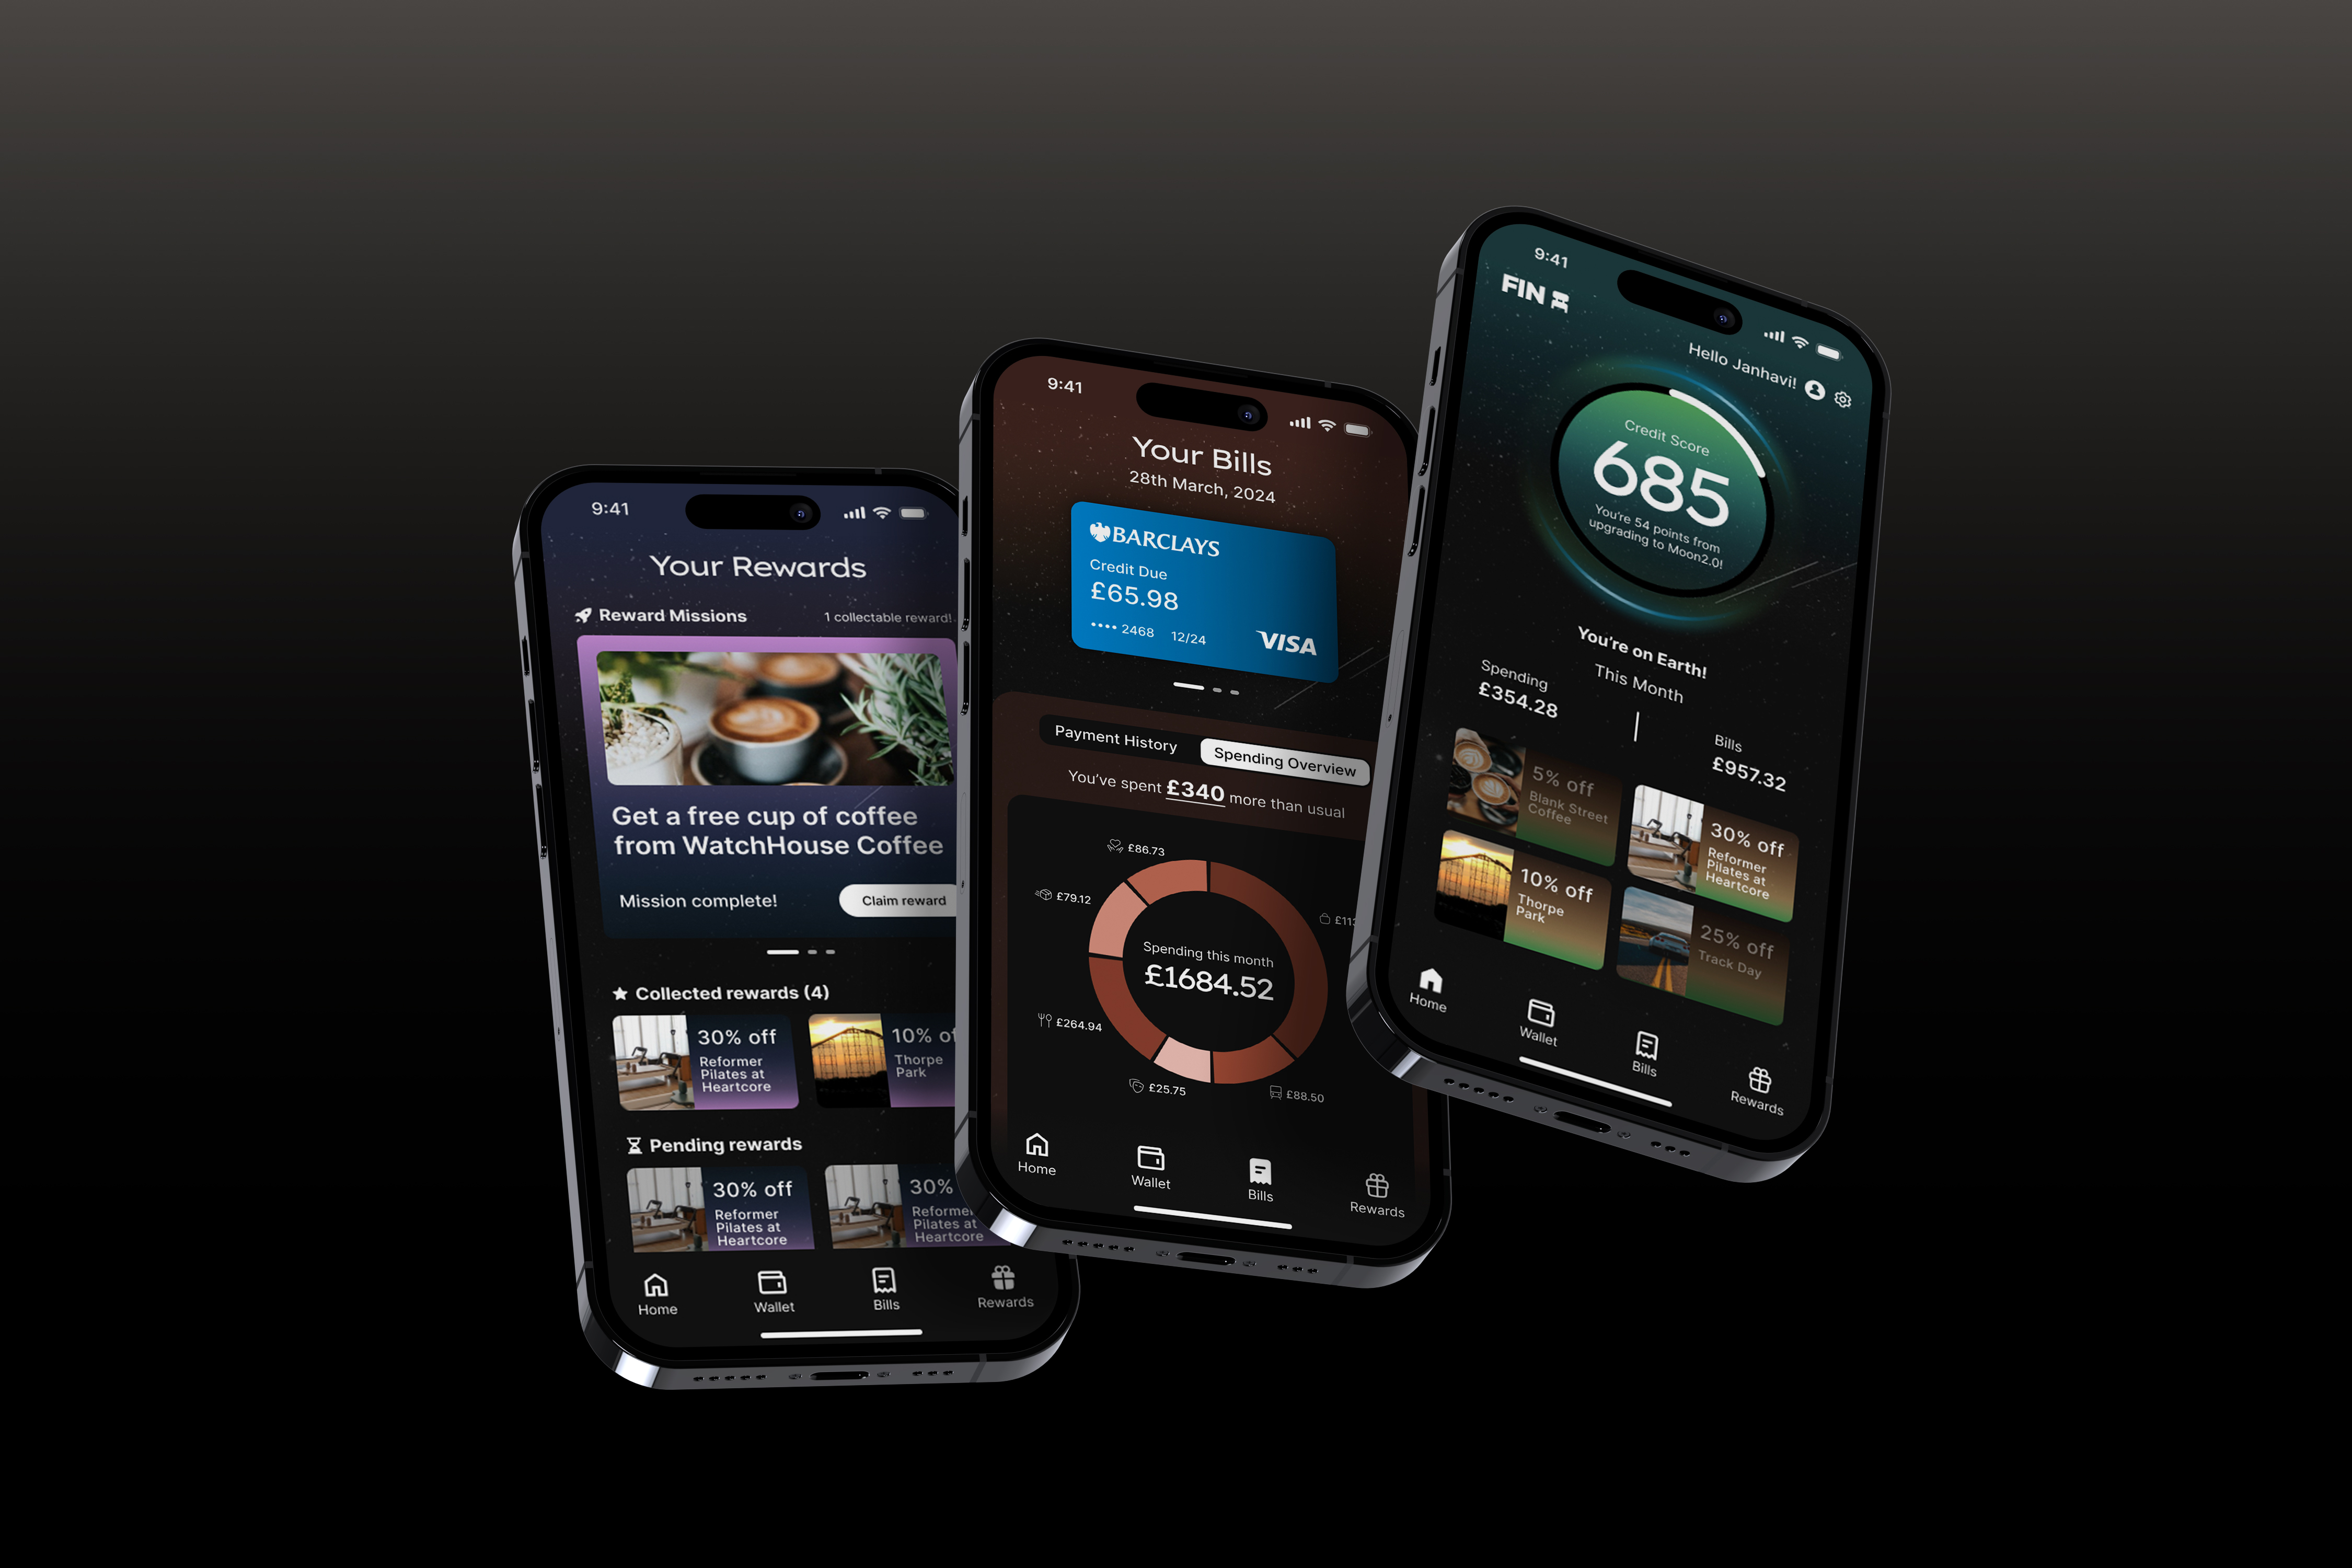 9:41
Your Rewards
Reward Missions
1 collectable reward!
Get a free cup of coffee
from WatchHouse Coffee
Mission complete!
Claim reward
Collected rewards (4)
30% off
Reformer
Pilates at
Heartcore
10%
Thorpe
Park
Pending rewards
30% off
Reformer
Pilates at
Heartcore
30%
Reformer
Pilates at
Heartcore
Home
Wallet
Bills
Rewards
9:41
Your Bills
28th March, 2024
BARCLAYS
Credit Due
£65.98
•••• 2468 12/24
VISA
Payment History
Spending Overview
You've spent £340 more than usual
£86.73
£79.12
Spending this month
£1684.52
£264.94
£25.75
£88.50
Home
Wallet
Bills
Rewards
9:41
FIN
Hello Janhavi!
Credit Score
685
You're 54 points from
upgrading to Moon2.0!
You're on Earth!
This Month
Spending
£354.28
Bills
£957.32
5% off
Blank Street
Coffee
30% off
Reformer
Pilates at
Heartcore
10% off
Thorpe
Park
25% off
Track Day
Home
Wallet
Bills
Rewards